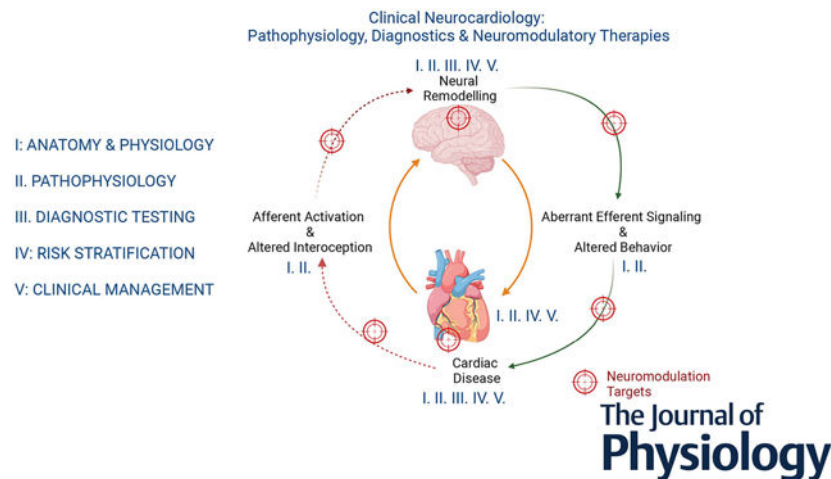 Clinical Neurocardiology:
Pathophysiology, Diagnostics & Neuromodulatory Therapies
I. II. III. IV. V.
Neural
Remodelling
I: ANATOMY & PHYSIOLOGY
II. PATHOPHYSIOLOGY
III. DIAGNOSTIC TESTING
IV: RISK STRATIFICATION
V: CLINICAL MANAGEMENT
Afferent Activation
&
Altered Interoception
I. II.
Aberrant Efferent Signaling
&
Altered Behavior
I. II.
I. II. IV. V.
Cardiac
Disease
I. II. III. IV. V.
Neuromodulation
Targets
The Journal of
Physiology